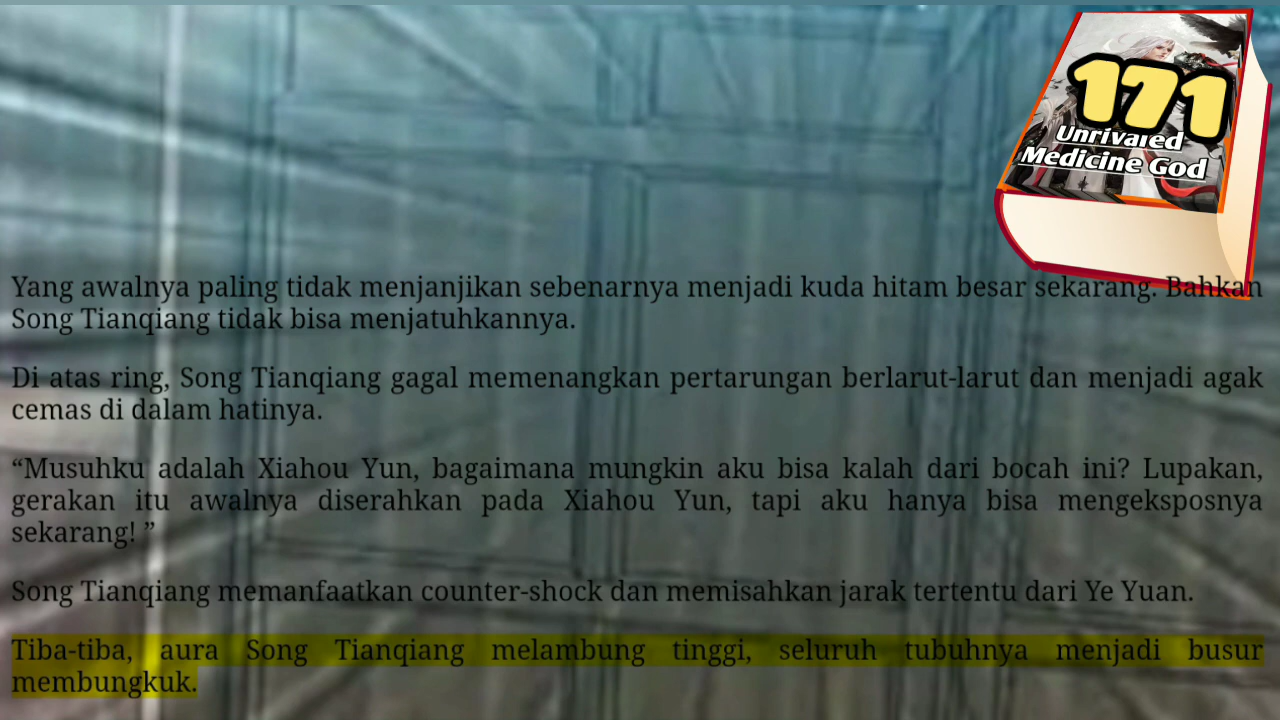 171
Unrivaled
Medicine God
Yang awalnya paling tidak menjanjikan sebenarnya menjadi kuda hitam besar sekarang. Bahkan
Song Tianqiang tidak bisa menjatuhkannya.
Di atas ring, Song Tianqiang gagal memenangkan pertarungan berlarut-larut dan menjadi agak
cemas di dalam hatinya.
“Musuhku adalah Xiahou Yun, bagaimana mungkin aku bisa kalah dari bocah ini? Lupakan,
gerakan itu awalnya diserahkan pada Xiahou Yun, tapi aku hanya bisa mengeksposnya
sekarang! ”
Song Tianqiang memanfaatkan counter-shock dan memisahkan jarak tertentu dari Ye Yuan.
Tiba-tiba, aura Song Tianqiang melambung tinggi, seluruh tubuhnya menjadi busur
membungkuk.